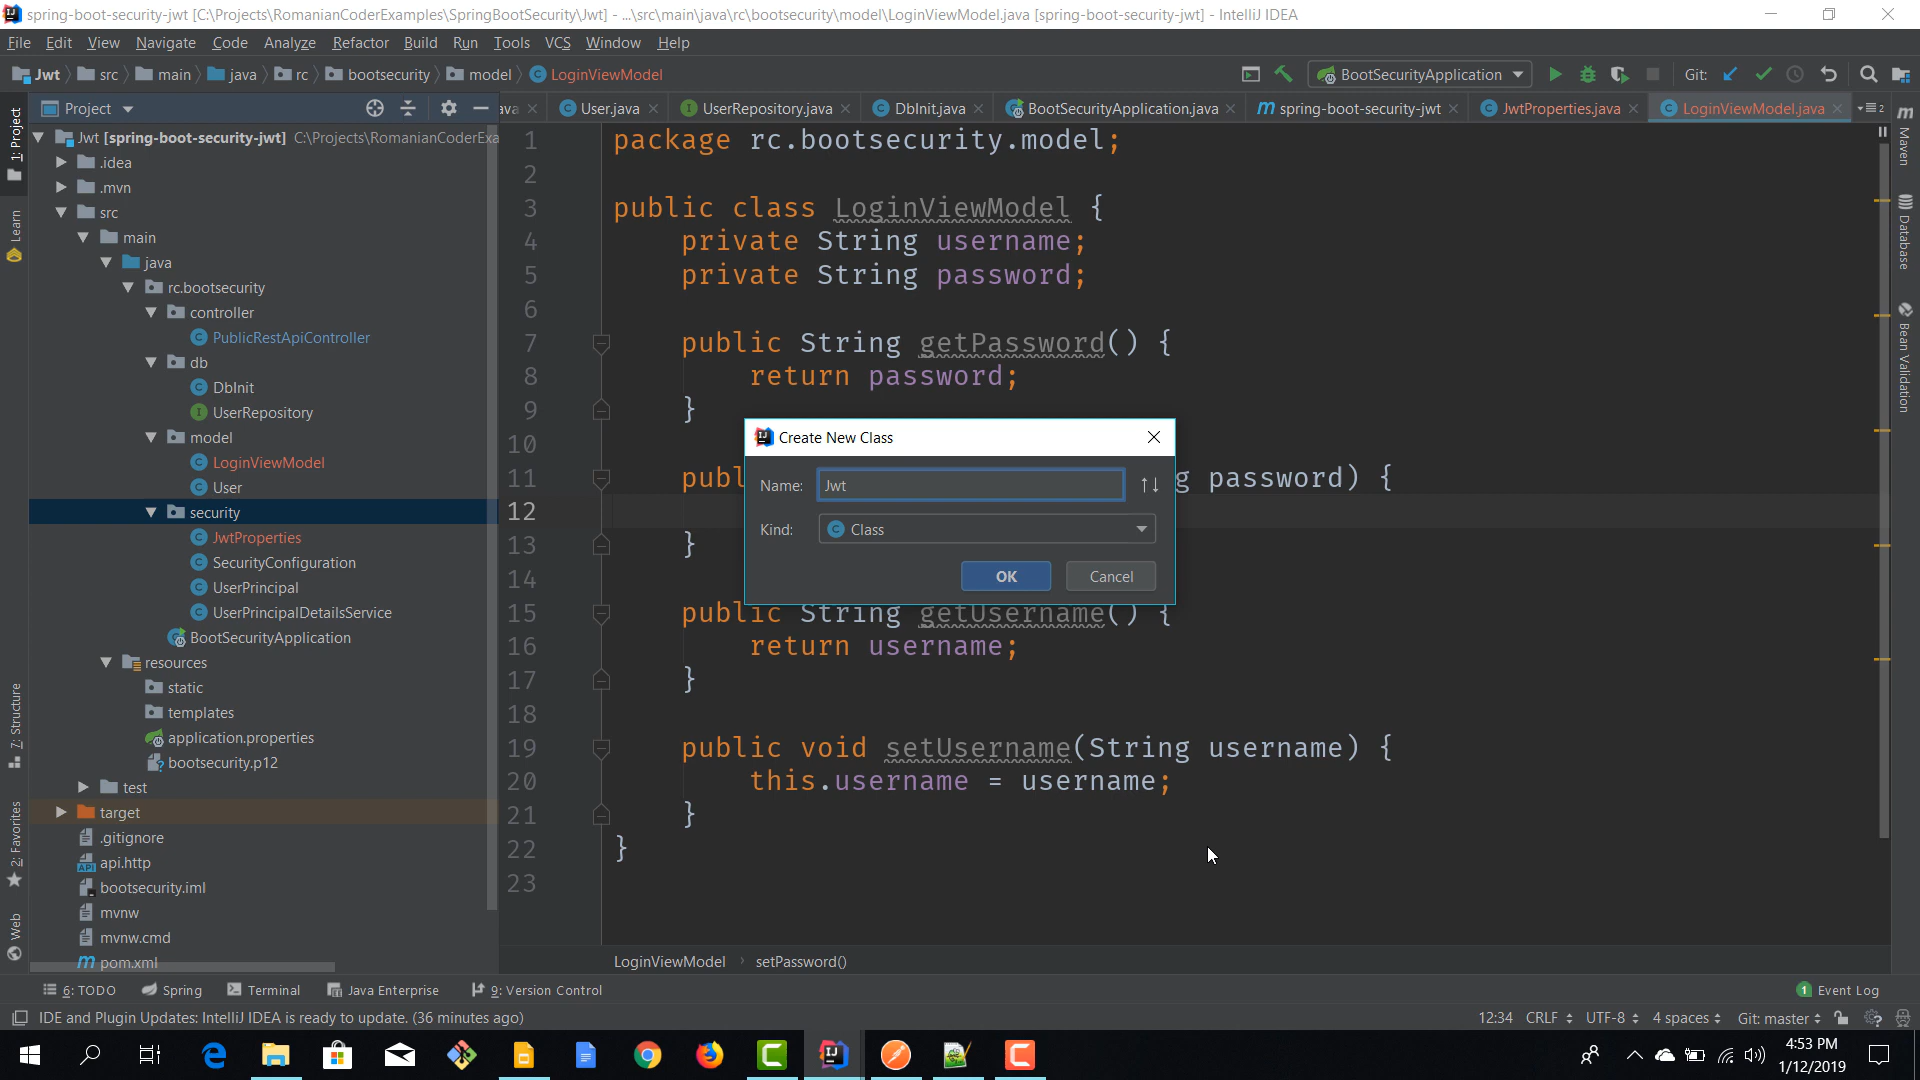 spring-boot-security-jwt [C:\Projects\RomanianCoderExamples\SpringBootSecurity\Jwt] - ...\src\main\java\rc\bootsecurity\model\LoginViewModel.java [spring-boot-security-jwt] - IntelliJ IDEA
File Edit View Navigate Code Analyze Refactor Build Run Tools VCS Window Help
Jwt src main java rc bootsecurity model LoginViewModel
BootSecurityApplication Git:
Project
ava User.java UserRepository.java DbInit.java BootSecurityApplication.java spring-boot-security-jwt JwtProperties.java LoginViewModel.java 2
1: Project
Learn
7: Structure
2: Favorites
Web
Jwt [spring-boot-security-jwt] C:\Projects\RomanianCoderExa
.idea
.mvn
src
main
java
rc.bootsecurity
controller
PublicRestApiController
db
DbInit
UserRepository
model
LoginViewModel
User
security
JwtProperties
SecurityConfiguration
UserPrincipal
UserPrincipalDetailsService
BootSecurityApplication
resources
static
templates
application.properties
bootsecurity.p12
test
target
.gitignore
api.http
bootsecurity.iml
mvnw
mvnw.cmd
pom.xml
1 package rc.bootsecurity.model;
2
3 public class LoginViewModel {
4 private String username;
5 private String password;
6
7 public String getPassword() {
8 return password;
9 }
10
11 publ g password) {
12
13 }
14
15 public String getUsername() {
16 return username;
17 }
18
19 public void setUsername(String username) {
20 this.username = username;
21 }
22 }
23
Create New Class
Name: Jwt
Kind: Class
OK Cancel
Maven
Database
Bean Validation
LoginViewModel setPassword()
6: TODO Spring Terminal Java Enterprise 9: Version Control 1 Event Log
IDE and Plugin Updates: IntelliJ IDEA is ready to update. (36 minutes ago) 12:34 CRLF UTF-8 4 spaces Git: master
4:53 PM
1/12/2019